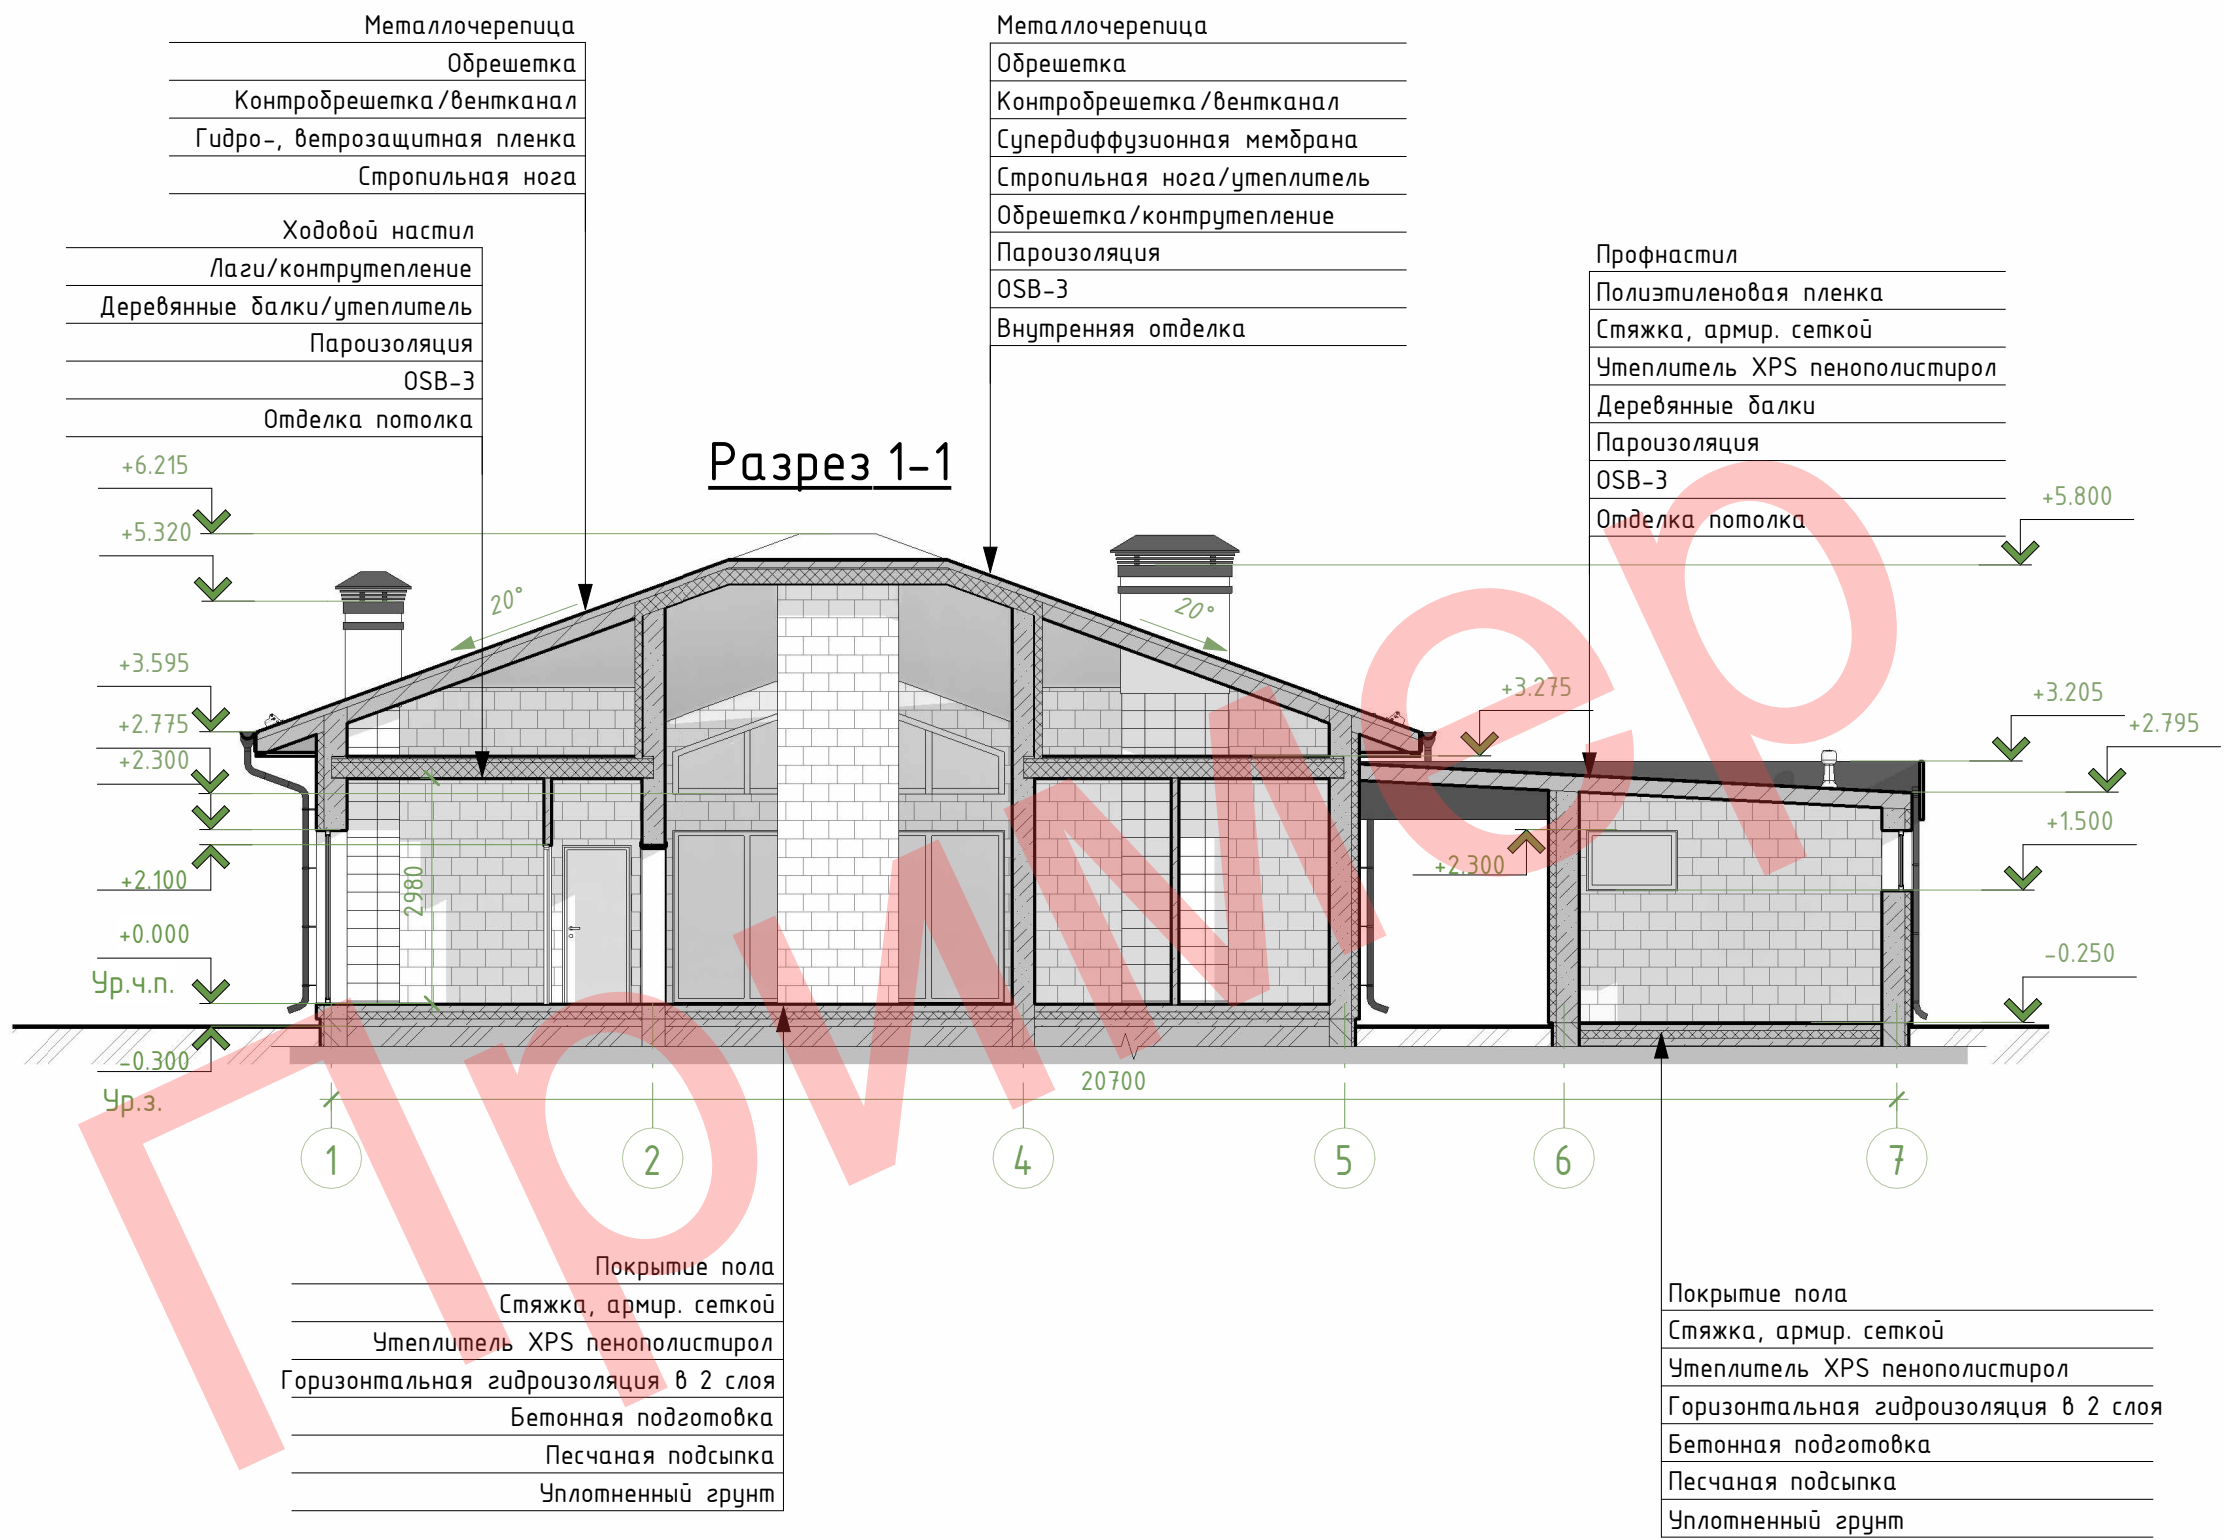 Металлочерепица
Обрешетка
Контробрешетка/вентканал
Гидро-, ветрозащитная пленка
Стропильная нога
Ходовой настил
Лаги/контрутепление
Деревянные балки/утеплитель
Пароизоляция
OSB-3
Отделка потолка
Металлочерепица
Обрешетка
Контробрешетка/вентканал
Супердиффузионная мембрана
Стропильная нога/утеплитель
Обрешетка/контрутепление
Пароизоляция
OSB-3
Внутренняя отделка
Профнастил
Полиэтиленовая пленка
Стяжка, армир. сеткой
Утеплитель XPS пенополистирол
Деревянные балки
Пароизоляция
OSB-3
Отделка потолка
Разрез 1-1
+6.215
+5.320
+3.595
+2.775
+2.300
+2.100
+0.000
Ур.ч.п.
-0.300
Ур.з.
20°
20°
2980
+3.275
+2.300
+5.800
+3.205
+2.795
+1.500
-0.250
20700
1
2
4
5
6
7
Покрытие пола
Стяжка, армир. сеткой
Утеплитель XPS пенополистирол
Горизонтальная гидроизоляция в 2 слоя
Бетонная подготовка
Песчаная подсыпка
Уплотненный грунт
Покрытие пола
Стяжка, армир. сеткой
Утеплитель XPS пенополистирол
Горизонтальная гидроизоляция в 2 слоя
Бетонная подготовка
Песчаная подсыпка
Уплотненный грунт
Пример